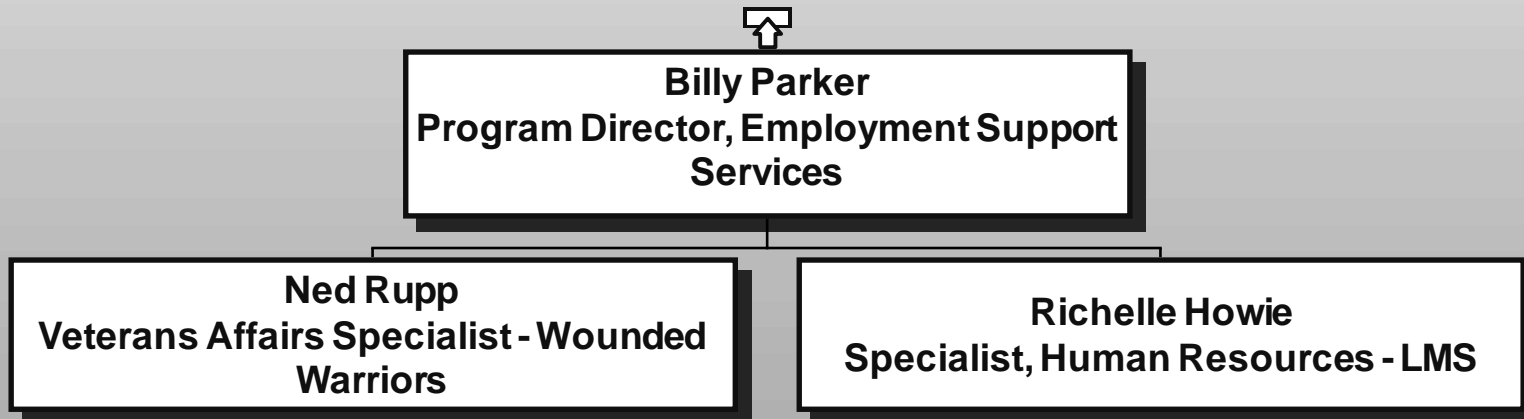 Billy Parker
Program Director, Employment Support
Services
Ned Rupp
Veterans Affairs Specialist - Wounded
Warriors
Richelle Howie
Specialist, Human Resources - LMS